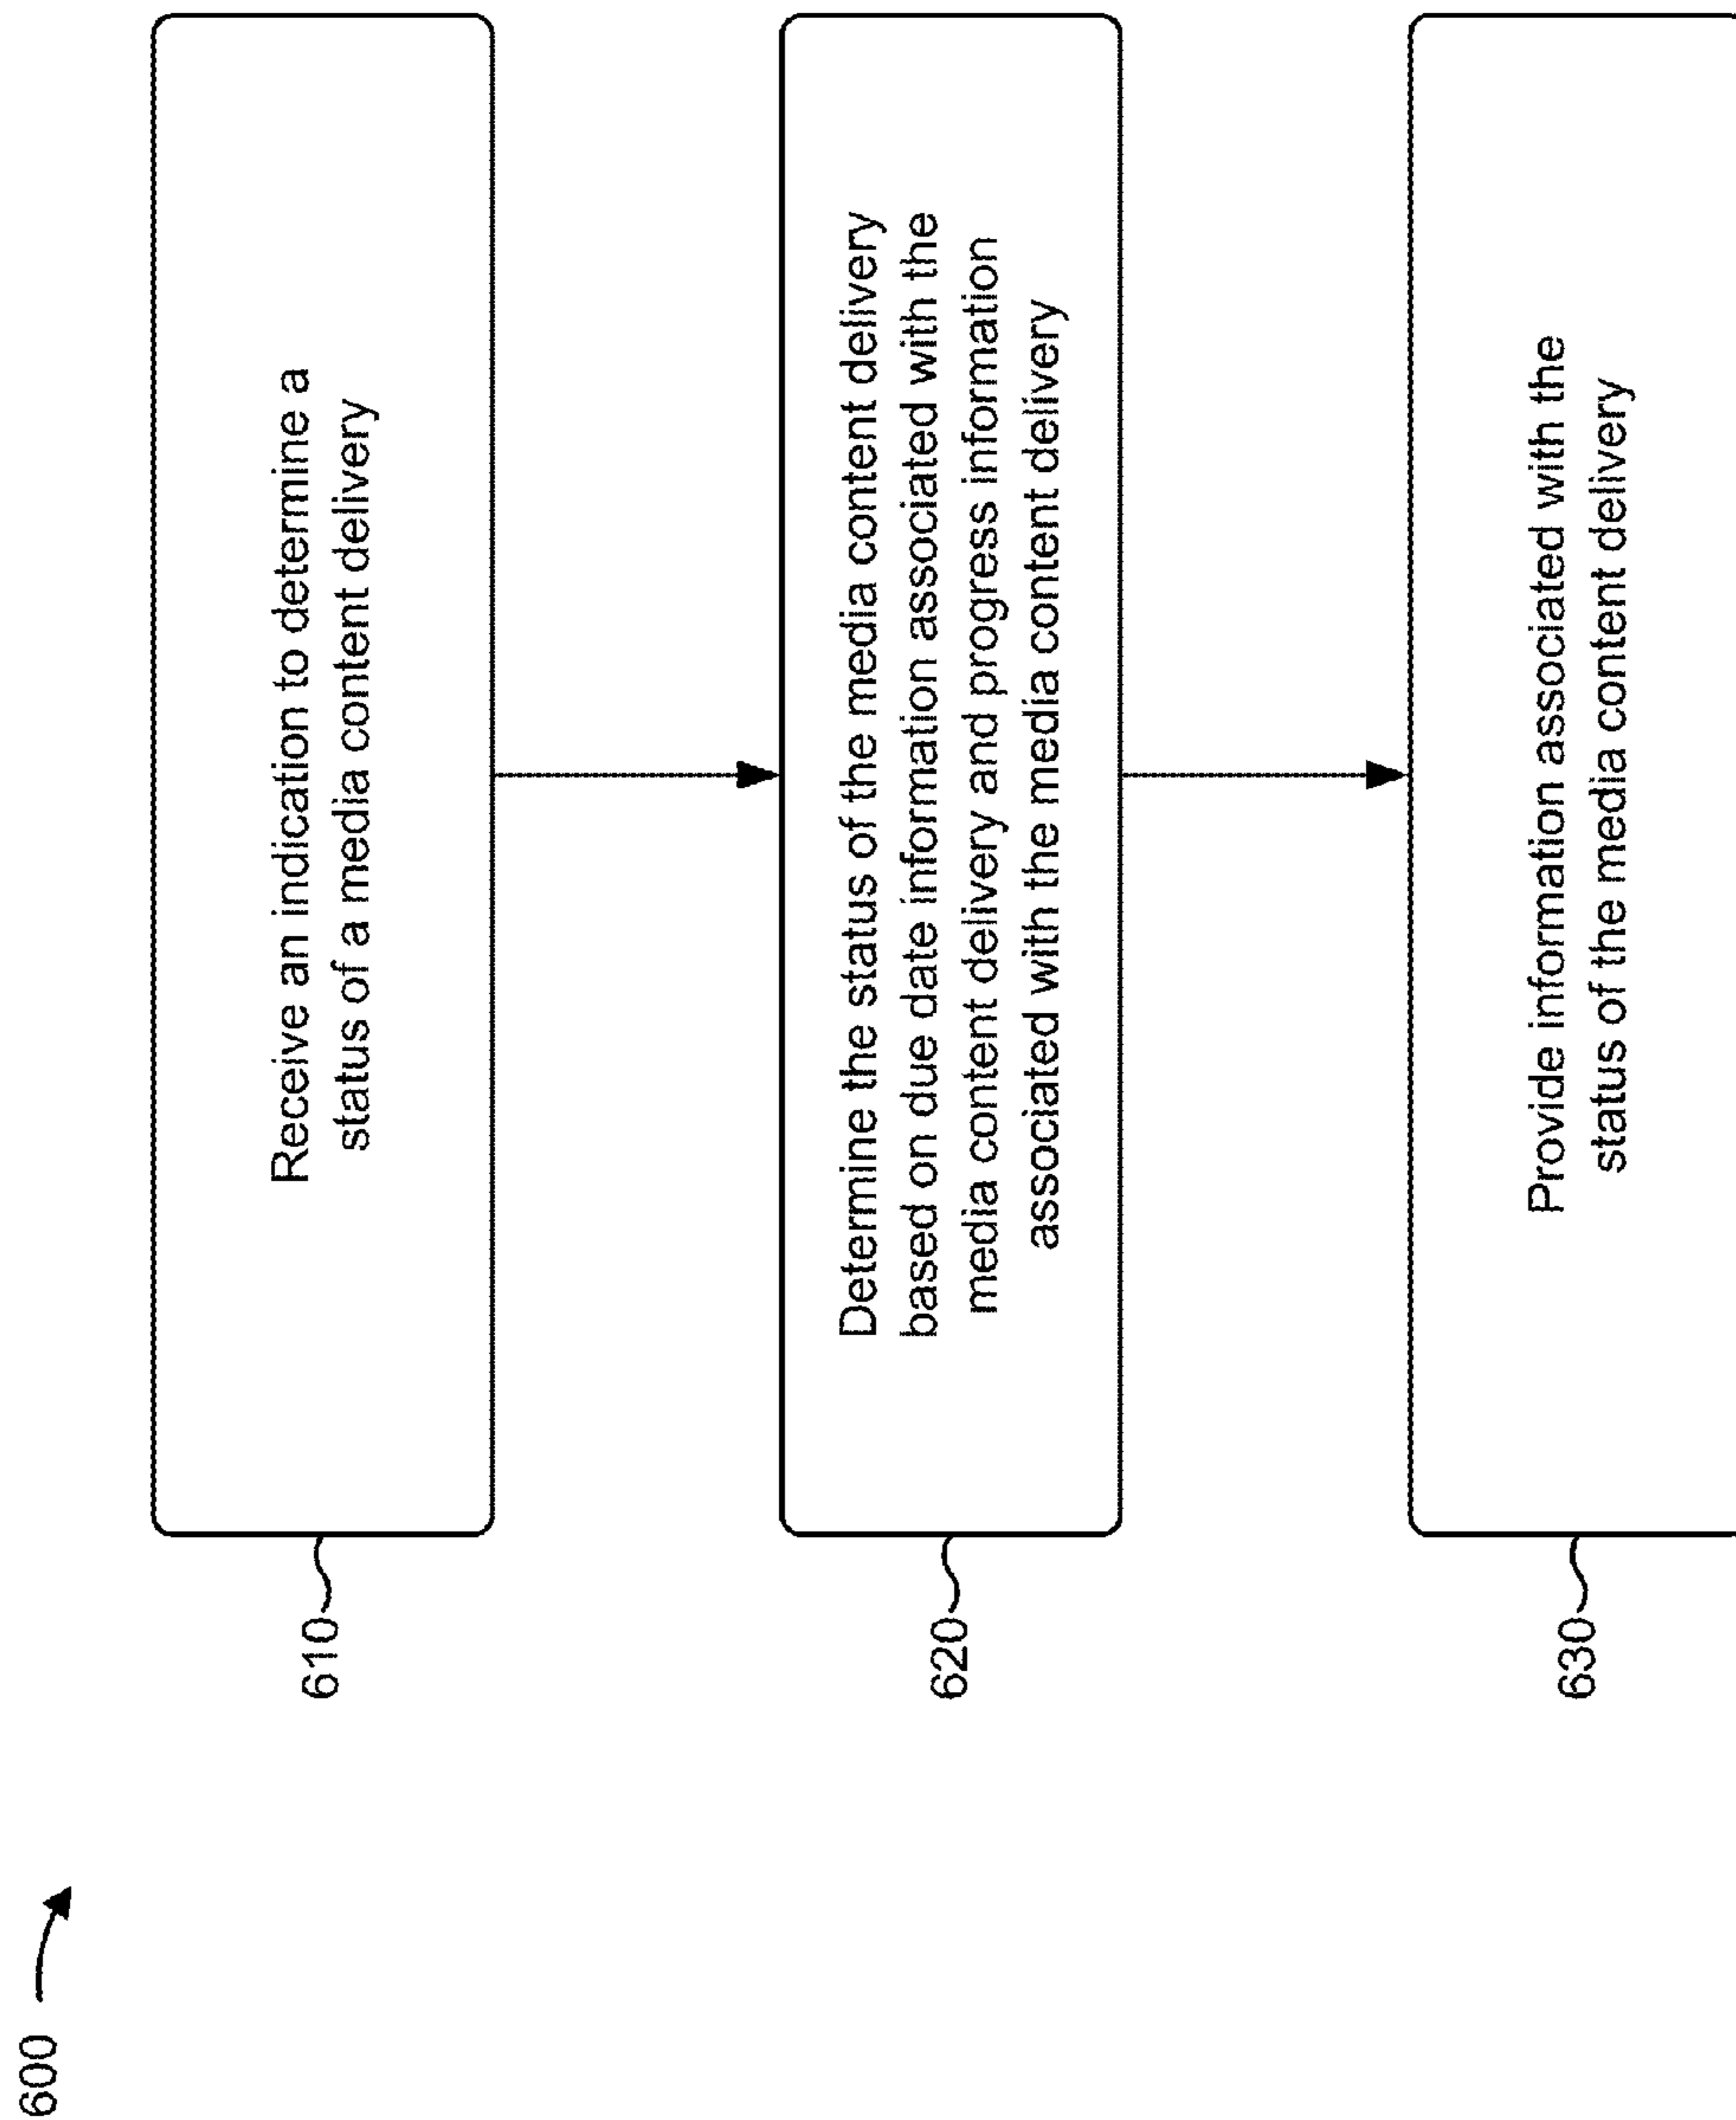 600
610
Receive an indication to determine a
status of a media content delivery
620
Determine the status of the media content delivery
based on due date information associated with the
media content delivery and progress information
associated with the media content delivery
630
Provide information associated with the
status of the media content delivery